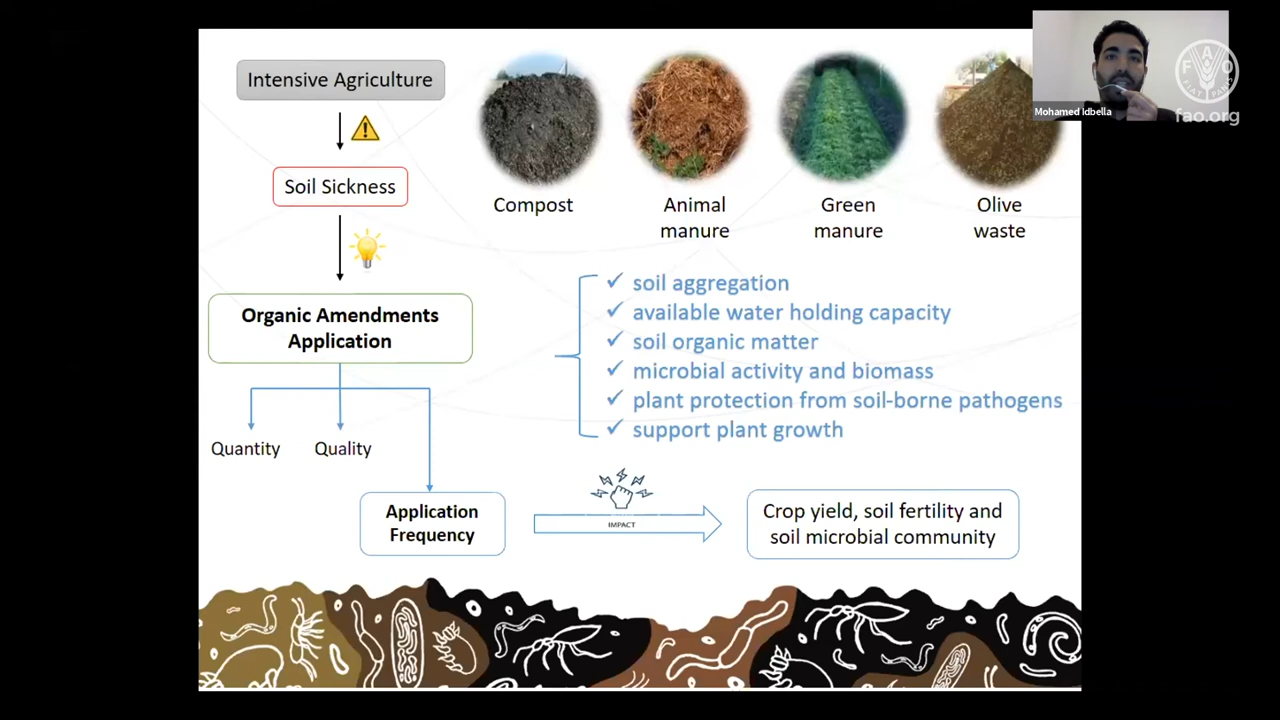 Intensive Agriculture
Soil Sickness
Organic Amendments
Application
Quantity
Quality
Application
Frequency
Compost
Animal
manure
Green
manure
Olive
waste
✓ soil aggregation
✓ available water holding capacity
✓ soil organic matter
✓ microbial activity and biomass
✓ plant protection from soil-borne pathogens
✓ support plant growth
IMPACT
Crop yield, soil fertility and
soil microbial community
Mohamed Idbella
FAO
FIAT PANIS
fao.org